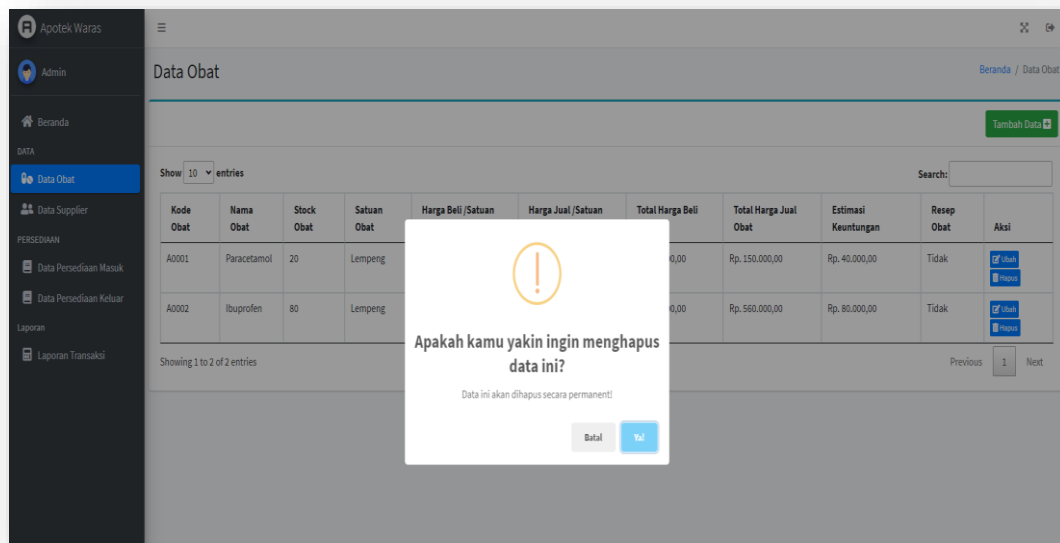 Apotek Waras
Admin
Data Obat
Beranda / Data Obat
Beranda
Tambah Data
DATA
Data Obat
Show 10 entries
Search:
Data Supplier
Kode Obat
Nama Obat
Stock Obat
Satuan Obat
Harga Beli /Satuan
Harga Jual /Satuan
Total Harga Beli
Total Harga Jual Obat
Estimasi Keuntungan
Resep Obat
Aksi
PERSEDIAAN
A0001 Paracetamol 20 Lempeng Rp. 150.000,00 Rp. 40.000,00 Tidak Ubah
Hapus
Data Persediaan Masuk
Data Persediaan Keluar
A0002 Ibuprofen 80 Lempeng Rp. 560.000,00 Rp. 80.000,00 Tidak Ubah
Hapus
Laporan
Laporan Transaksi
Showing 1 to 2 of 2 entries
Previous 1 Next
Apakah kamu yakin ingin menghapus
data ini?
Data ini akan dihapus secara permanent!
Batal
Ya!